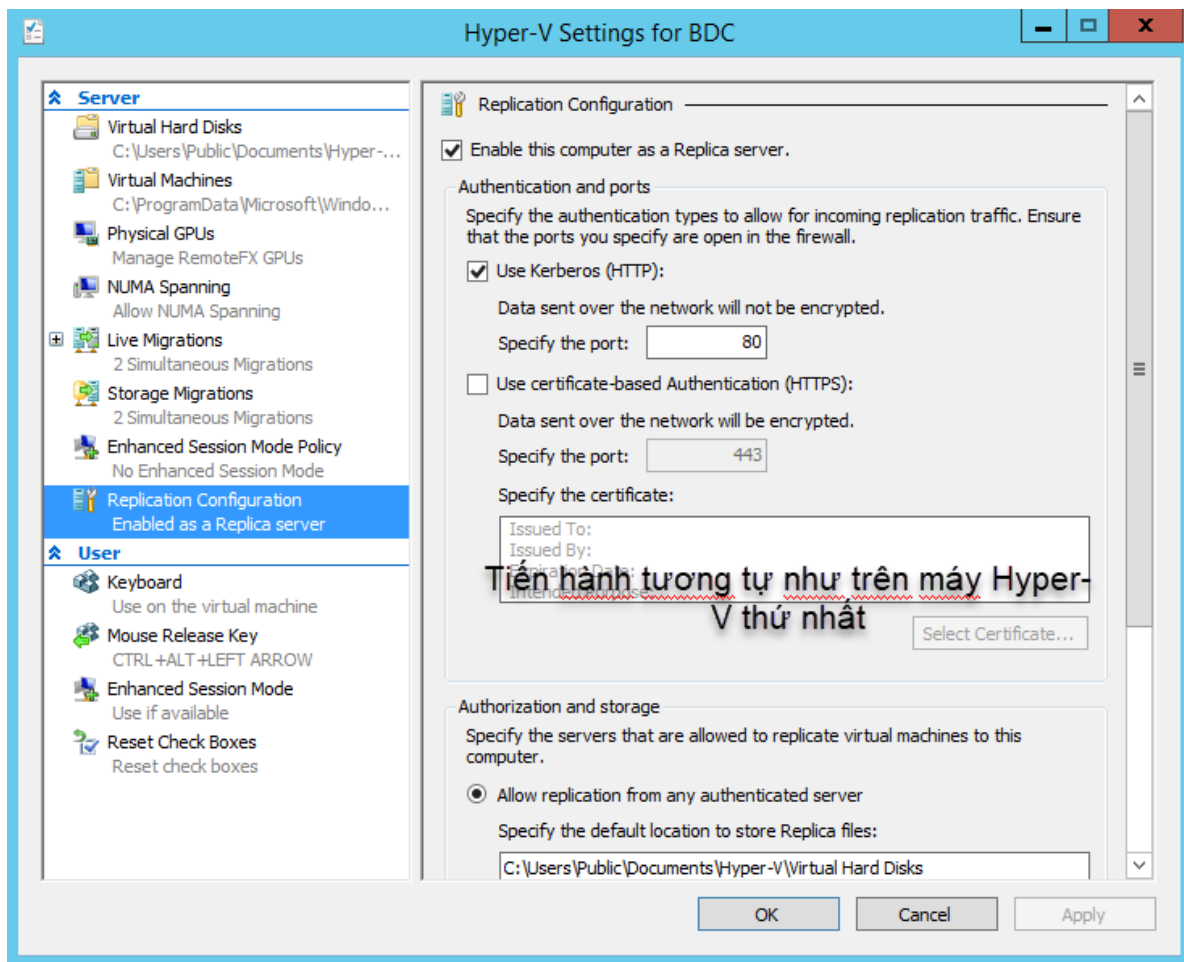 Hyper-V Settings for BDC
Server
Virtual Hard Disks
C:\Users\Public\Documents\Hyper-...
Virtual Machines
C:\ProgramData\Microsoft\Windo...
Physical GPUs
Manage RemoteFX GPUs
NUMA Spanning
Allow NUMA Spanning
Live Migrations
2 Simultaneous Migrations
Storage Migrations
2 Simultaneous Migrations
Enhanced Session Mode Policy
No Enhanced Session Mode
Replication Configuration
Enabled as a Replica server
User
Keyboard
Use on the virtual machine
Mouse Release Key
CTRL+ALT+LEFT ARROW
Enhanced Session Mode
Use if available
Reset Check Boxes
Reset check boxes
Replication Configuration
Enable this computer as a Replica server.
Authentication and ports
Specify the authentication types to allow for incoming replication traffic. Ensure
that the ports you specify are open in the firewall.
Use Kerberos (HTTP):
Data sent over the network will not be encrypted.
Specify the port: 80
Use certificate-based Authentication (HTTPS):
Data sent over the network will be encrypted.
Specify the port: 443
Specify the certificate:
Issued To:
Issued By:
Expiration Date:
Intended Purpose:
Tiến hành tương tự như trên máy Hyper-
V thứ nhất
Select Certificate...
Authorization and storage
Specify the servers that are allowed to replicate virtual machines to this
computer.
Allow replication from any authenticated server
Specify the default location to store Replica files:
C:\Users\Public\Documents\Hyper-V\Virtual Hard Disks
OK Cancel Apply